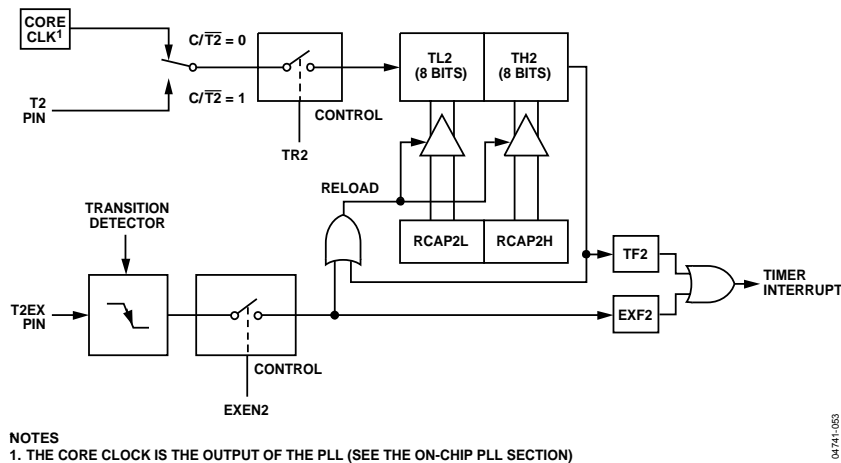 CORE
CLK¹
C/T̅2̅ = 0
T2
PIN
C/T̅2̅ = 1
CONTROL
TR2
TL2
(8 BITS)
TH2
(8 BITS)
RELOAD
TRANSITION
DETECTOR
RCAP2L
RCAP2H
T2EX
PIN
CONTROL
EXEN2
TF2
EXF2
TIMER
INTERRUPT
NOTES
1. THE CORE CLOCK IS THE OUTPUT OF THE PLL (SEE THE ON-CHIP PLL SECTION)
04741-053